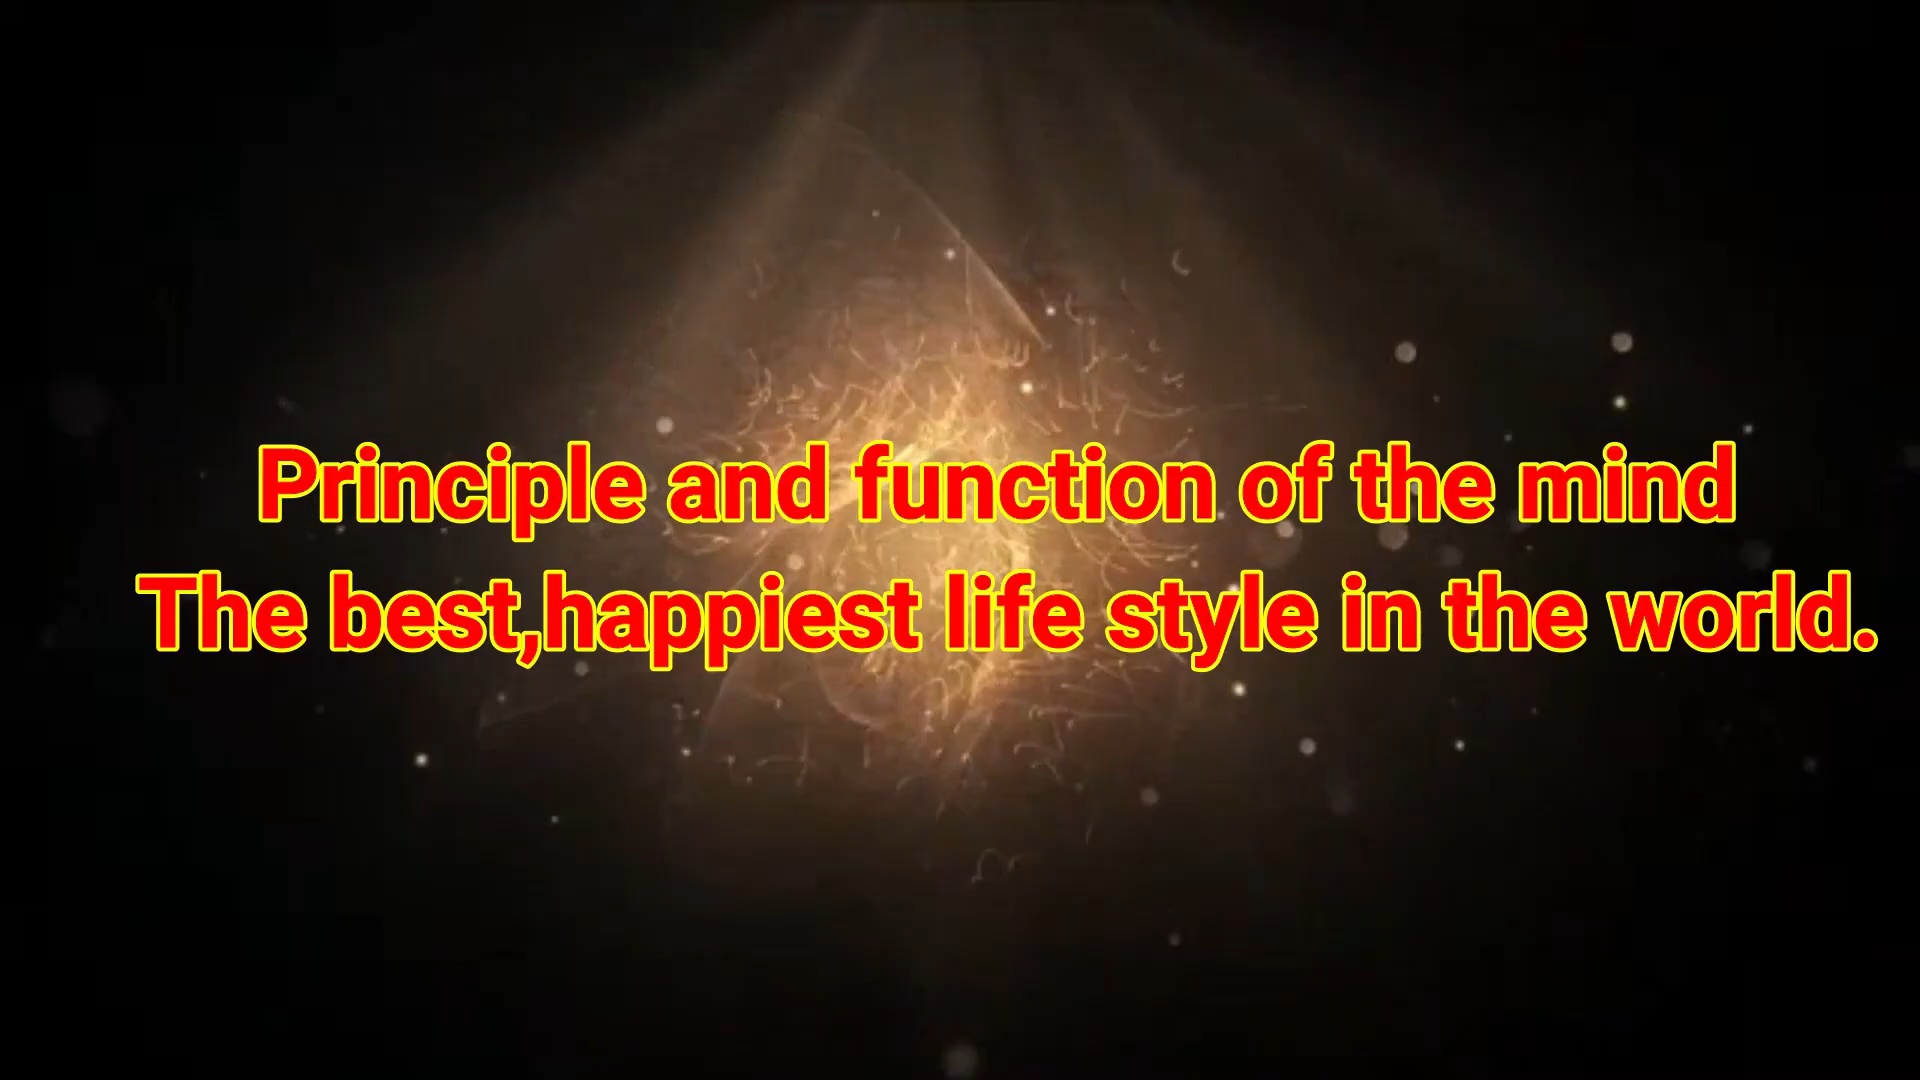 Principle and function of the mind
The best,happiest life style in the world.